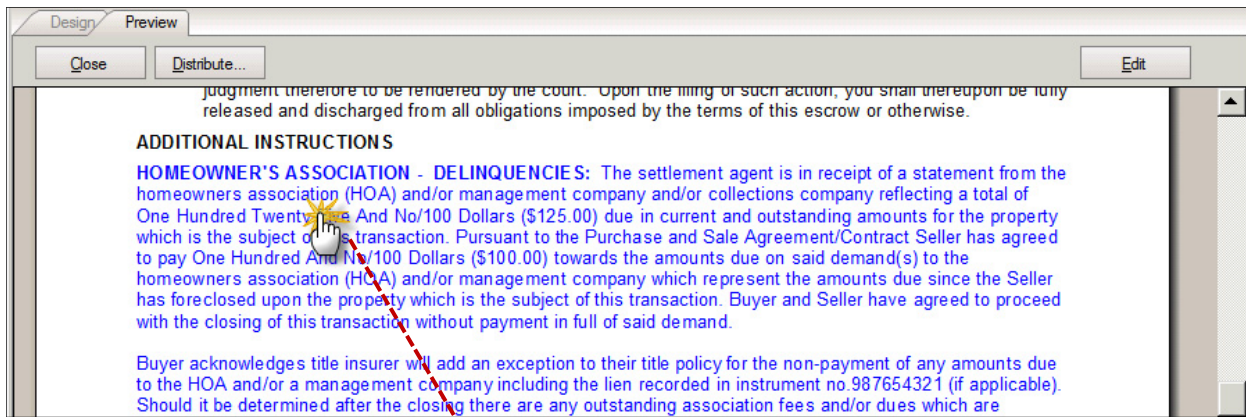 Design Preview
Close Distribute... Edit
judgment therefore to be rendered by the court. Upon the filing of such action, you shall thereupon be fully
released and discharged from all obligations imposed by the terms of this escrow or otherwise.
ADDITIONAL INSTRUCTIONS
HOMEOWNER'S ASSOCIATION - DELINQUENCIES: The settlement agent is in receipt of a statement from the
homeowners association (HOA) and/or management company and/or collections company reflecting a total of
One Hundred Twenty Five And No/100 Dollars ($125.00) due in current and outstanding amounts for the property
which is the subject of this transaction. Pursuant to the Purchase and Sale Agreement/Contract Seller has agreed
to pay One Hundred And No/100 Dollars ($100.00) towards the amounts due on said demand(s) to the
homeowners association (HOA) and/or management company which represent the amounts due since the Seller
has foreclosed upon the property which is the subject of this transaction. Buyer and Seller have agreed to proceed
with the closing of this transaction without payment in full of said demand.
Buyer acknowledges title insurer will add an exception to their title policy for the non-payment of any amounts due
to the HOA and/or a management company including the lien recorded in instrument no.987654321 (if applicable).
Should it be determined after the closing there are any outstanding association fees and/or dues which are